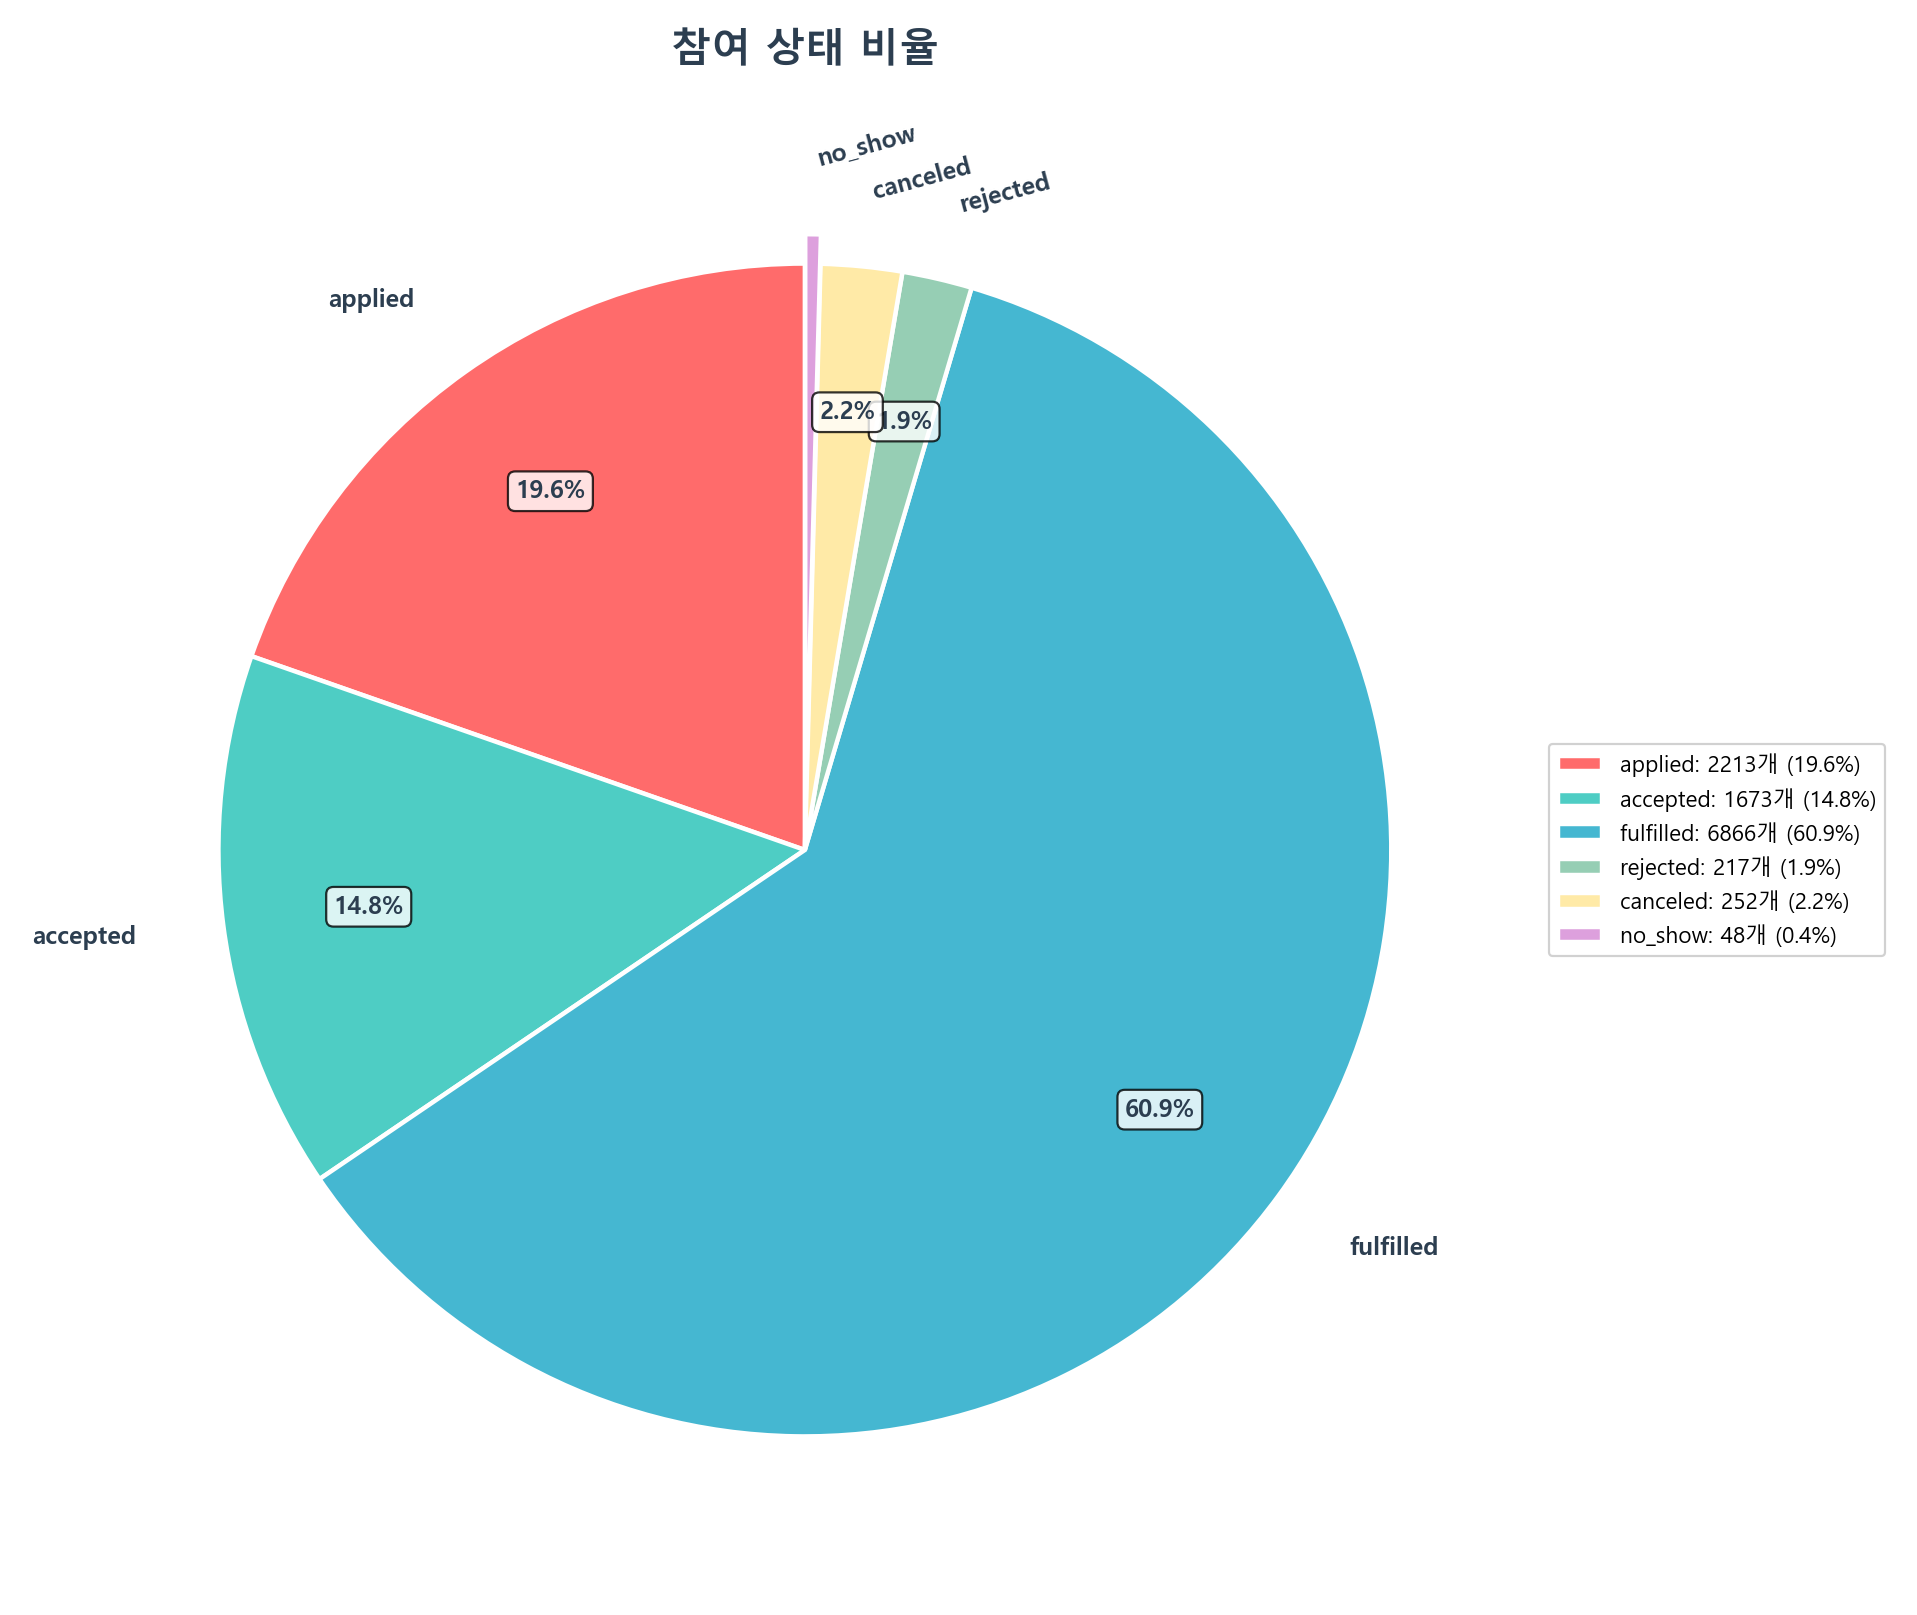 참여 상태 비율
no_show
canceled
rejected
applied
2.2%
1.9%
19.6%
applied: 2213개 (19.6%)
accepted: 1673개 (14.8%)
fulfilled: 6866개 (60.9%)
rejected: 217개 (1.9%)
canceled: 252개 (2.2%)
no_show: 48개 (0.4%)
14.8%
accepted
60.9%
fulfilled